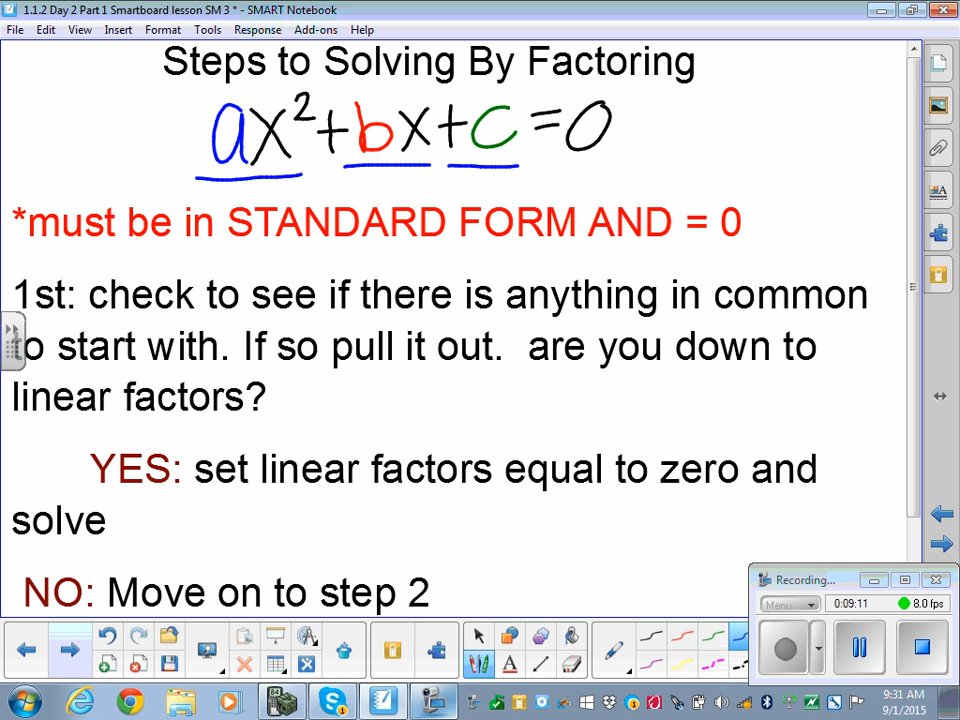 1.1.2 Day 2 Part 1 Smartboard lesson SM 3 * - SMART Notebook
File Edit View Insert Format Tools Response Add-ons Help
Steps to Solving By Factoring
ax²+bx+c=0
*must be in STANDARD FORM AND = 0
1st: check to see if there is anything in common
to start with. If so pull it out. are you down to
linear factors?
YES: set linear factors equal to zero and
solve
NO: Move on to step 2
Recording...
Menu
0:09:11
8.0 fps
9:31 AM
9/1/2015